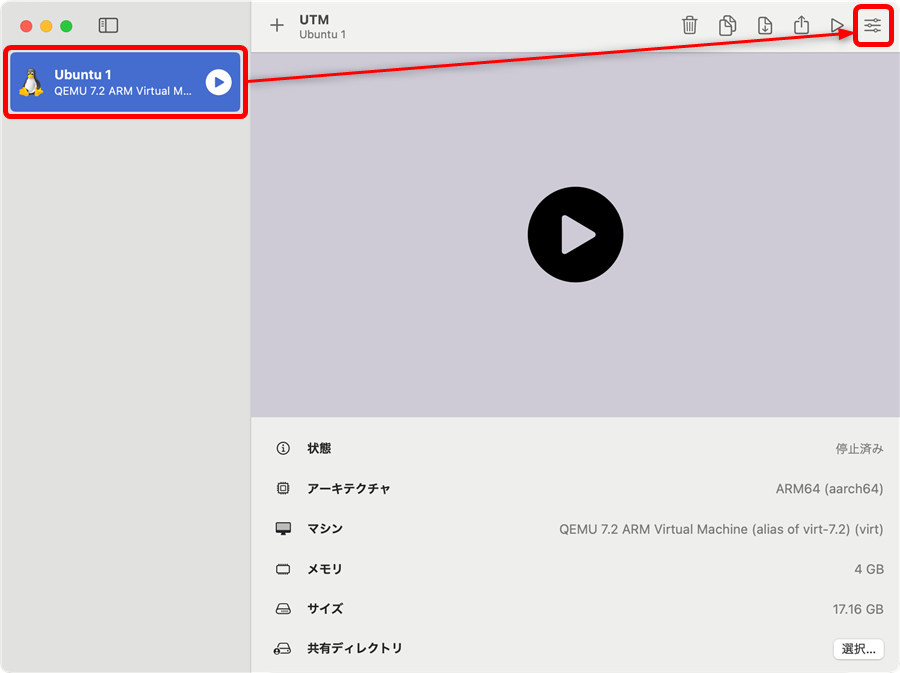 UTM
Ubuntu 1
Ubuntu 1
QEMU 7.2 ARM Virtual M...
状態
停止済み
アーキテクチャ
ARM64 (aarch64)
マシン
QEMU 7.2 ARM Virtual Machine (alias of virt-7.2) (virt)
メモリ
4 GB
サイズ
17.16 GB
共有ディレクトリ
選択...